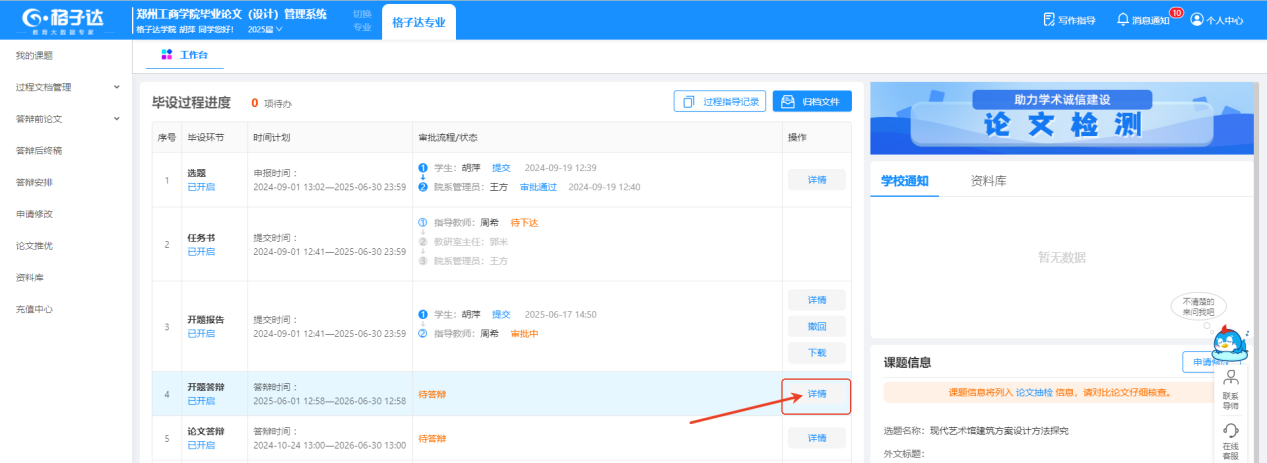 格子达
教育大数据专家
郑州工商学院毕业论文（设计）管理系统
格子达学院 胡萍 同学您好! 2025届
切换
专业
格子达专业
写作指导
消息通知
10
个人中心
我的课题
过程文档管理
答辩前论文
答辩后终稿
答辩安排
申请修改
论文推优
资料库
充值中心
工作台
毕设过程进度 0 项待办
过程指导记录
归档文件
序号 毕设环节 时间计划 审批流程/状态 操作
1
选题
已开启
申报时间：
2024-09-01 13:02—2025-06-30 23:59
1 学生：胡萍 提交 2024-09-19 12:39
2 院系管理员：王方 审批通过 2024-09-19 12:40
详情
2
任务书
已开启
提交时间：
2024-09-01 12:41—2025-06-30 23:59
1 指导教师：周希 待下达
2 教研室主任：郭米
3 院系管理员：王方
3
开题报告
已开启
提交时间：
2024-09-01 12:41—2025-06-30 23:59
1 学生：胡萍 提交 2025-06-17 14:50
2 指导教师：周希 审批中
详情
撤回
下载
4
开题答辩
已开启
答辩时间：
2025-06-01 12:58—2026-06-30 12:58
待答辩
详情
5
论文答辩
已开启
答辩时间：
2024-10-24 13:00—2026-06-30 13:00
待答辩
详情
助力学术诚信建设
论文检测
学校通知 资料库
暂无数据
不清楚的
来问我吧
课题信息
申请
课题信息将列入 论文抽检 信息，请对比论文仔细核查。
选题名称：现代艺术馆建筑方案设计方法探究
外文标题：
联系
导师
在线
客服